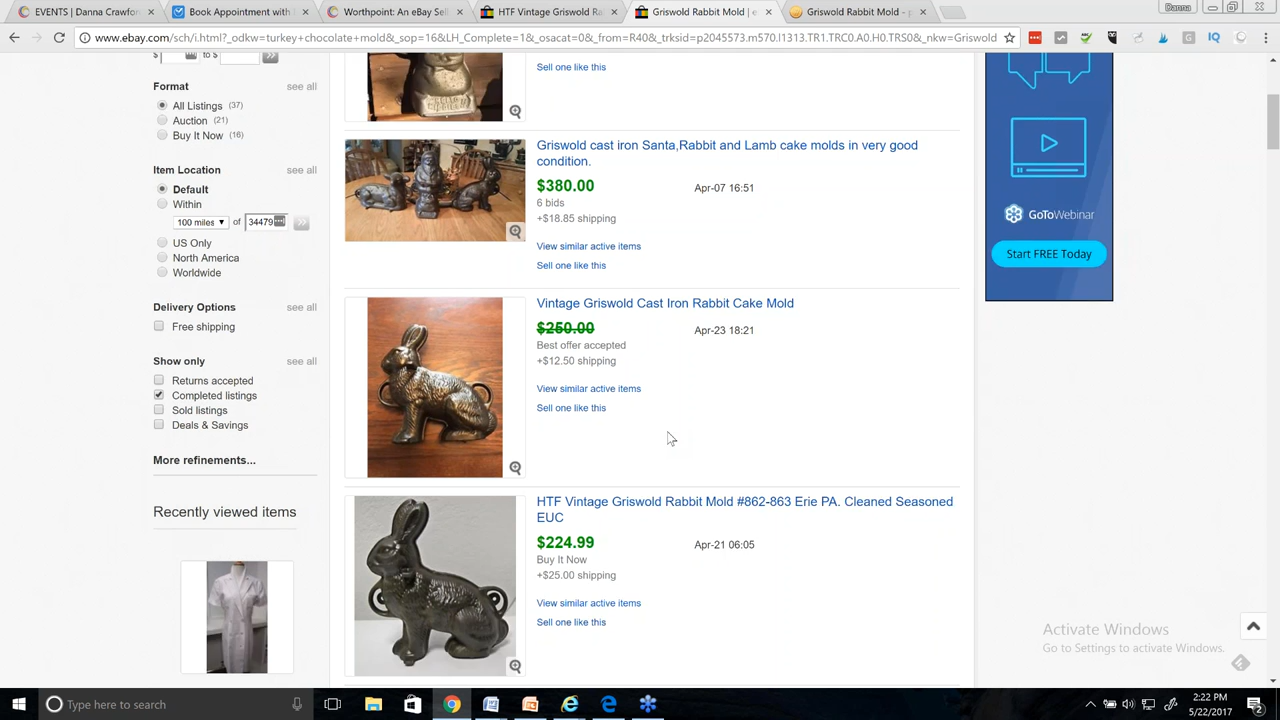 EVENTS | Danna Crawfor
Book Appointment with
Worthpoint: An eBay Sell
HTF Vintage Griswold Ra
Griswold Rabbit Mold | e
Griswold Rabbit Mold -
Danna
www.ebay.com/sch/i.html?_odkw=turkey+chocolate+mold&_sop=16&LH_Complete=1&_osacat=0&_from=R40&_trksid=p2045573.m570.l1313.TR1.TRC0.A0.H0.TRS0&_nkw=Griswold
$ to $
Format see all
All Listings (37)
Auction (21)
Buy It Now (16)
Item Location see all
Default
Within
100 miles of 34479
US Only
North America
Worldwide
Delivery Options see all
Free shipping
Show only see all
Returns accepted
Completed listings
Sold listings
Deals & Savings
More refinements...
Recently viewed items
Sell one like this
Griswold cast iron Santa,Rabbit and Lamb cake molds in very good
condition.
$380.00 Apr-07 16:51
6 bids
+$18.85 shipping
View similar active items
Sell one like this
Vintage Griswold Cast Iron Rabbit Cake Mold
$250.00 Apr-23 18:21
Best offer accepted
+$12.50 shipping
View similar active items
Sell one like this
HTF Vintage Griswold Rabbit Mold #862-863 Erie PA. Cleaned Seasoned
EUC
$224.99 Apr-21 06:05
Buy It Now
+$25.00 shipping
View similar active items
Sell one like this
GoToWebinar
Start FREE Today
Activate Windows
Go to Settings to activate Windows.
Type here to search
2:22 PM
5/22/2017